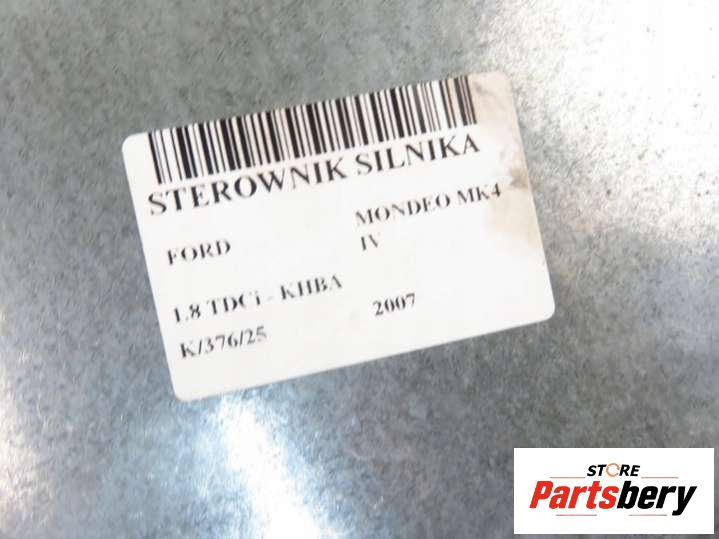 STEROWNIK SILNIKA
FORD
MONDEO MK4
IV
1.8 TDCi - KHBA
2007
K/376/25
STORE
Partsbery